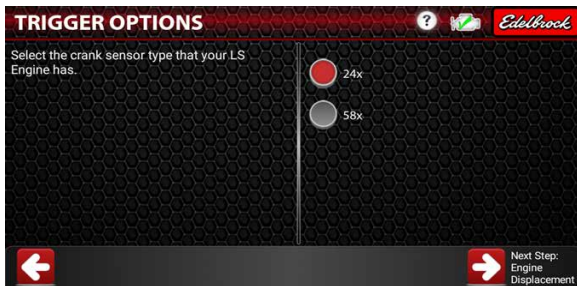 TRIGGER OPTIONS
?
Edelbrock
Select the crank sensor type that your LS
Engine has.
24x
58x
Next Step:
Engine
Displacement